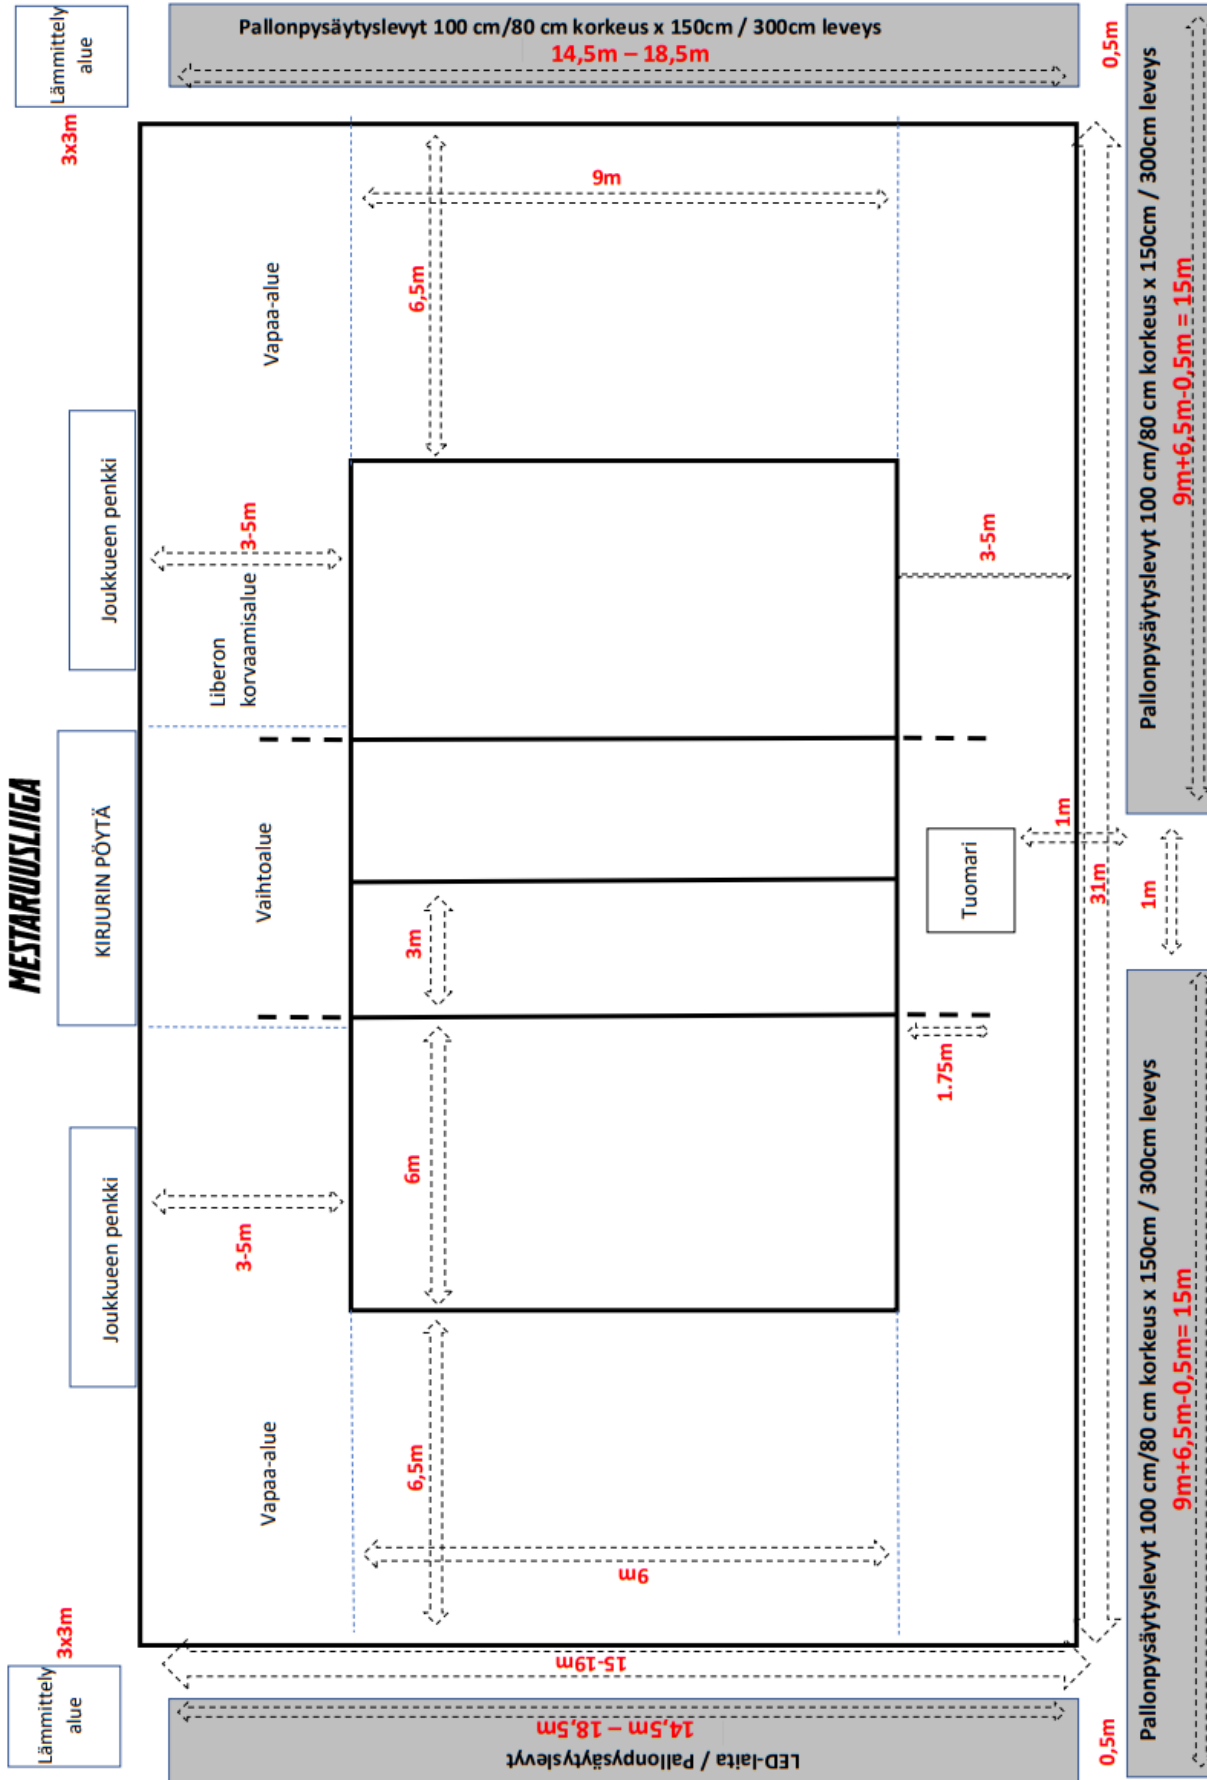 MESTARUUSLIIGA
Lämmittely
alue
3x3m
Joukkueen penkki
KIRJURIN PÖYTÄ
Joukkueen penkki
3x3m
Lämmittely
alue
LED-laita / Pallonpysäytyslevyt
14,5m – 18,5m
15-19m
Vapaa-alue
3-5m
Vaihtoalue
Liberon
korvaamisalue
3-5m
Vapaa-alue
Pallonpysäytyslevyt 100 cm/80 cm korkeus x 150cm / 300cm leveys
14,5m – 18,5m
6,5m
6m
3m
6,5m
9m
9m
1.75m
Tuomari
3-5m
1m
31m
0,5m
0,5m
1m
Pallonpysäytyslevyt 100 cm/80 cm korkeus x 150cm / 300cm leveys
9m+6,5m-0,5m= 15m
Pallonpysäytyslevyt 100 cm/80 cm korkeus x 150cm / 300cm leveys
9m+6,5m-0,5m = 15m